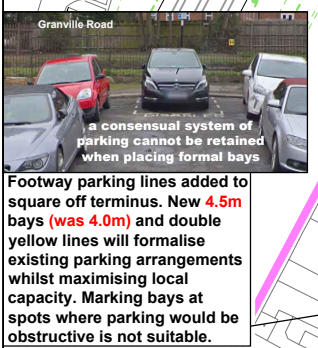 Granville Road
DISABLED
a consensual system of
parking cannot be retained
when placing formal bays
Footway parking lines added to
square off terminus. New 4.5m
bays (was 4.0m) and double
yellow lines will formalise
existing parking arrangements
whilst maximising local
capacity. Marking bays at
spots where parking would be
obstructive is not suitable.